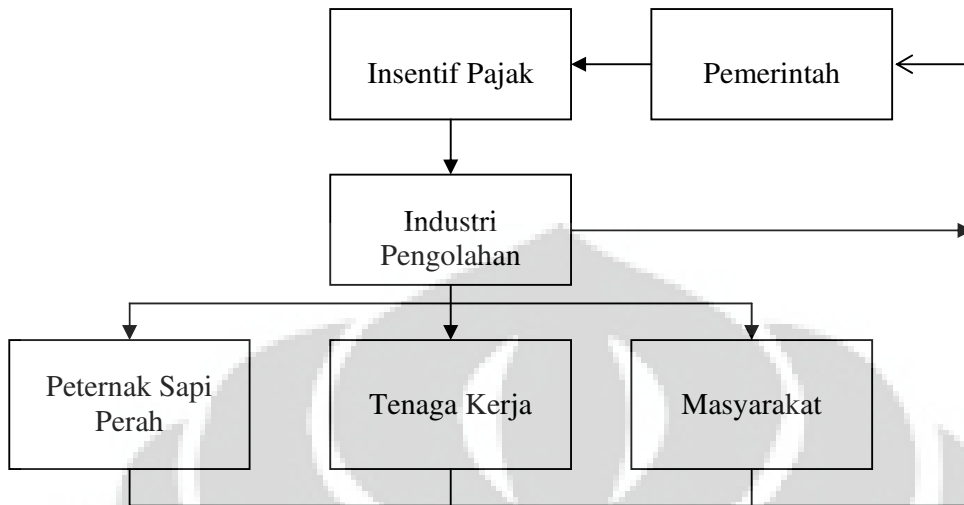 Insentif Pajak
Pemerintah
Industri
Pengolahan
Peternak Sapi
Perah
Tenaga Kerja
Masyarakat